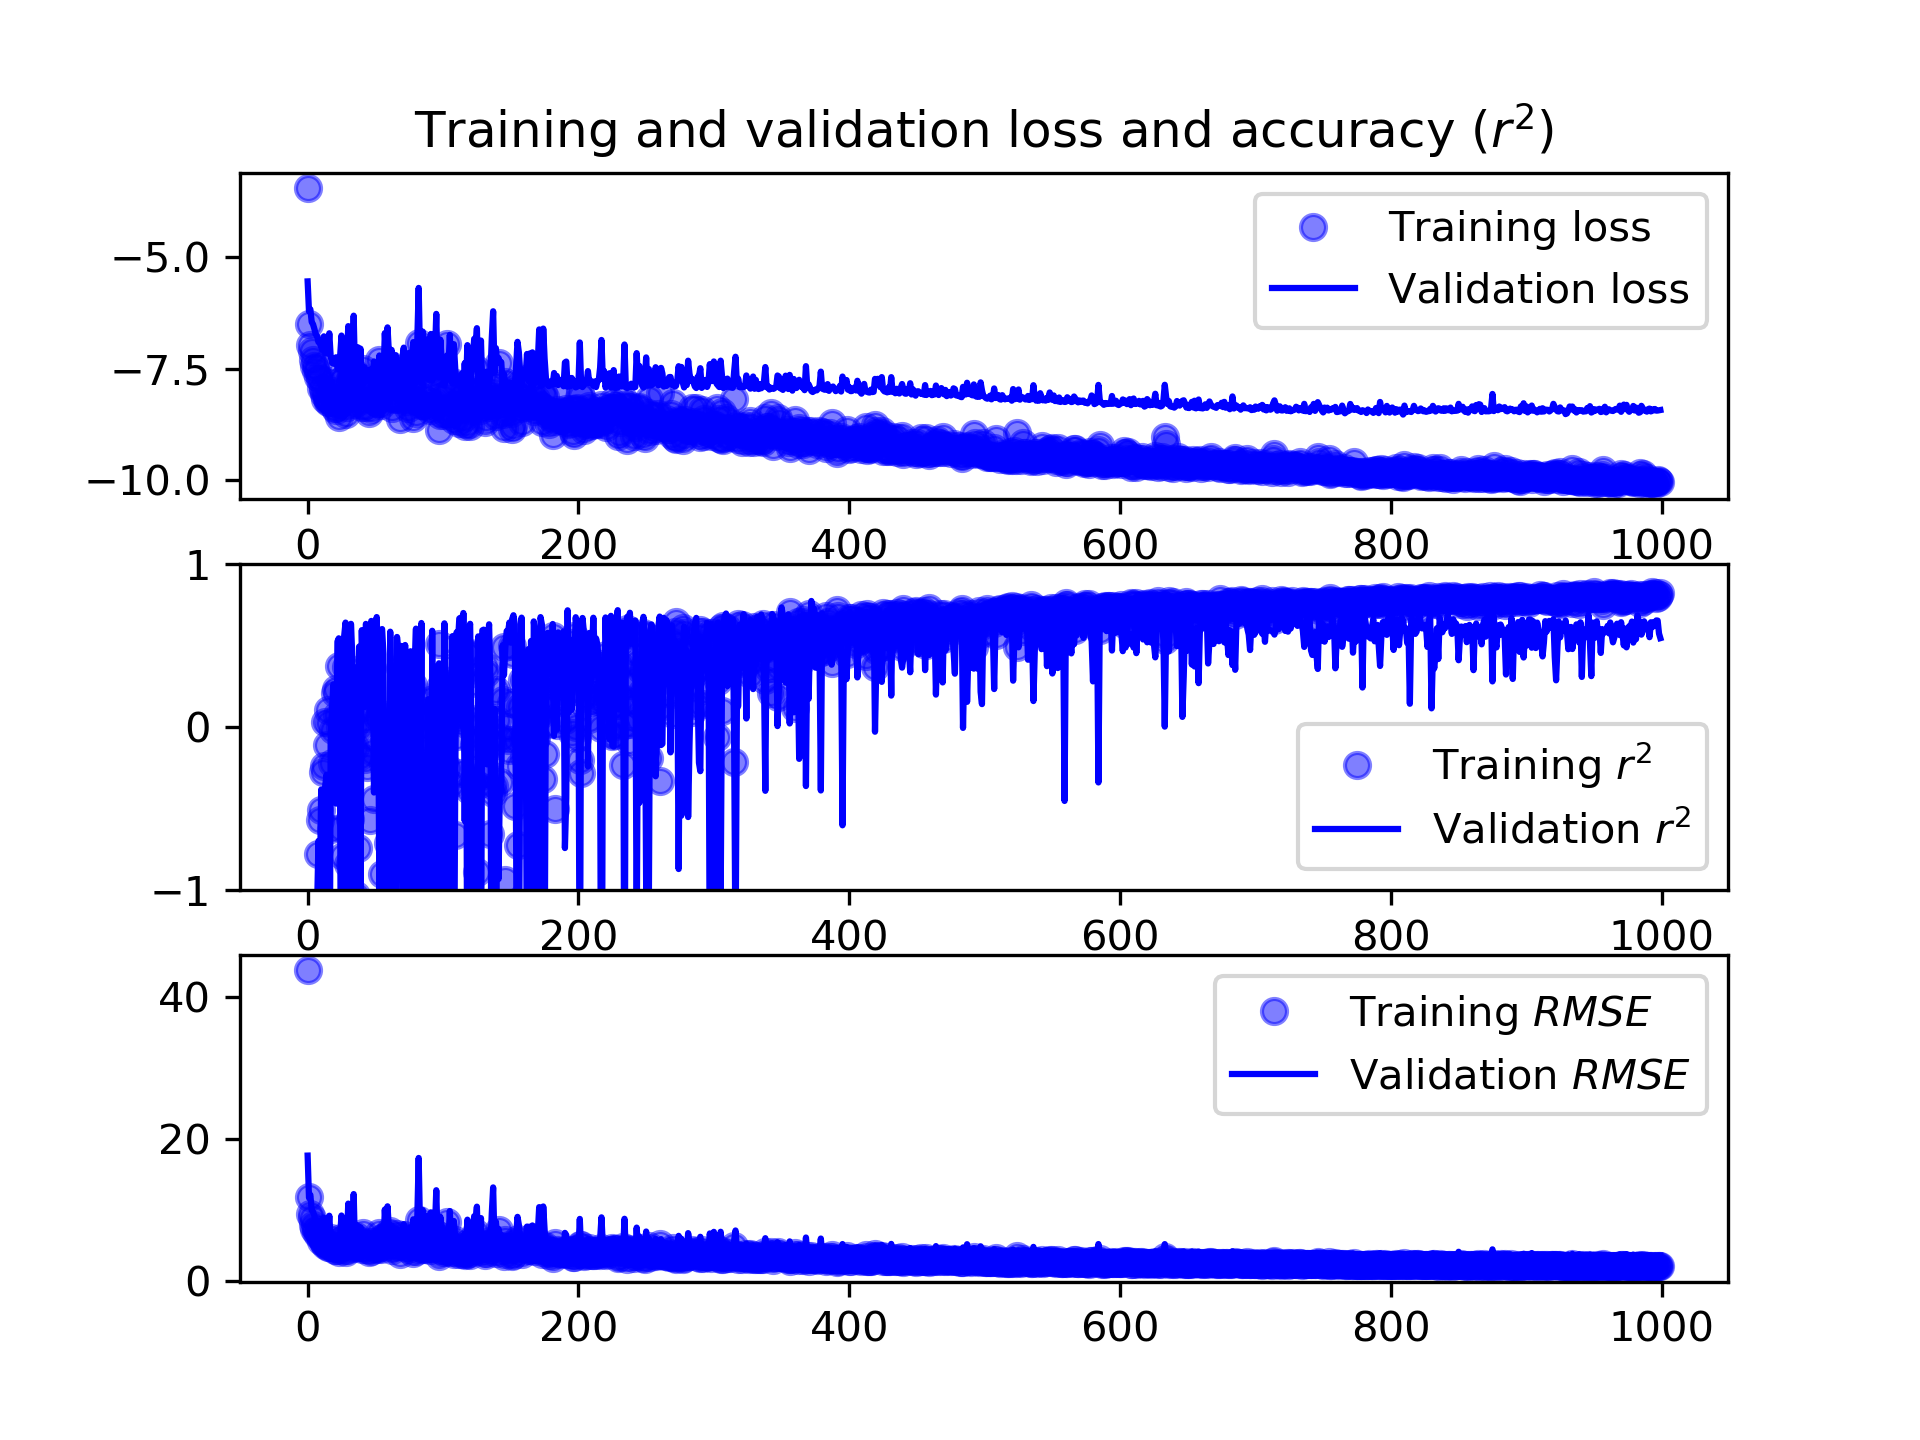 Training and validation loss and accuracy (r²)
−5.0
−7.5
−10.0
Training loss
Validation loss
0 200 400 600 800 1000
1
0
−1
Training r²
Validation r²
0 200 400 600 800 1000
40
20
0
Training RMSE
Validation RMSE
0 200 400 600 800 1000